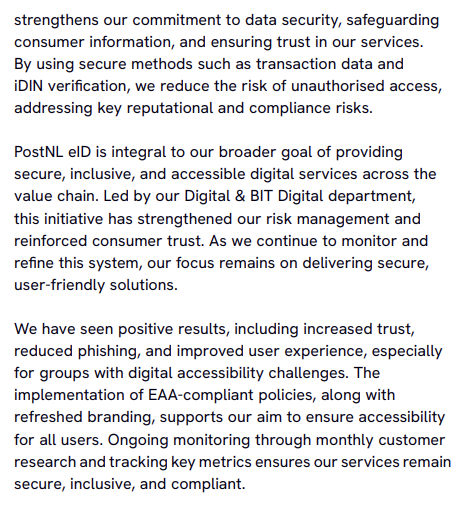 strengthens our commitment to data security, safeguarding
consumer information, and ensuring trust in our services.
By using secure methods such as transaction data and
iDIN verification, we reduce the risk of unauthorised access,
addressing key reputational and compliance risks.
PostNL eID is integral to our broader goal of providing
secure, inclusive, and accessible digital services across the
value chain. Led by our Digital & BIT Digital department,
this initiative has strengthened our risk management and
reinforced consumer trust. As we continue to monitor and
refine this system, our focus remains on delivering secure,
user-friendly solutions.
We have seen positive results, including increased trust,
reduced phishing, and improved user experience, especially
for groups with digital accessibility challenges. The
implementation of EAA-compliant policies, along with
refreshed branding, supports our aim to ensure accessibility
for all users. Ongoing monitoring through monthly customer
research and tracking key metrics ensures our services remain
secure, inclusive, and compliant.